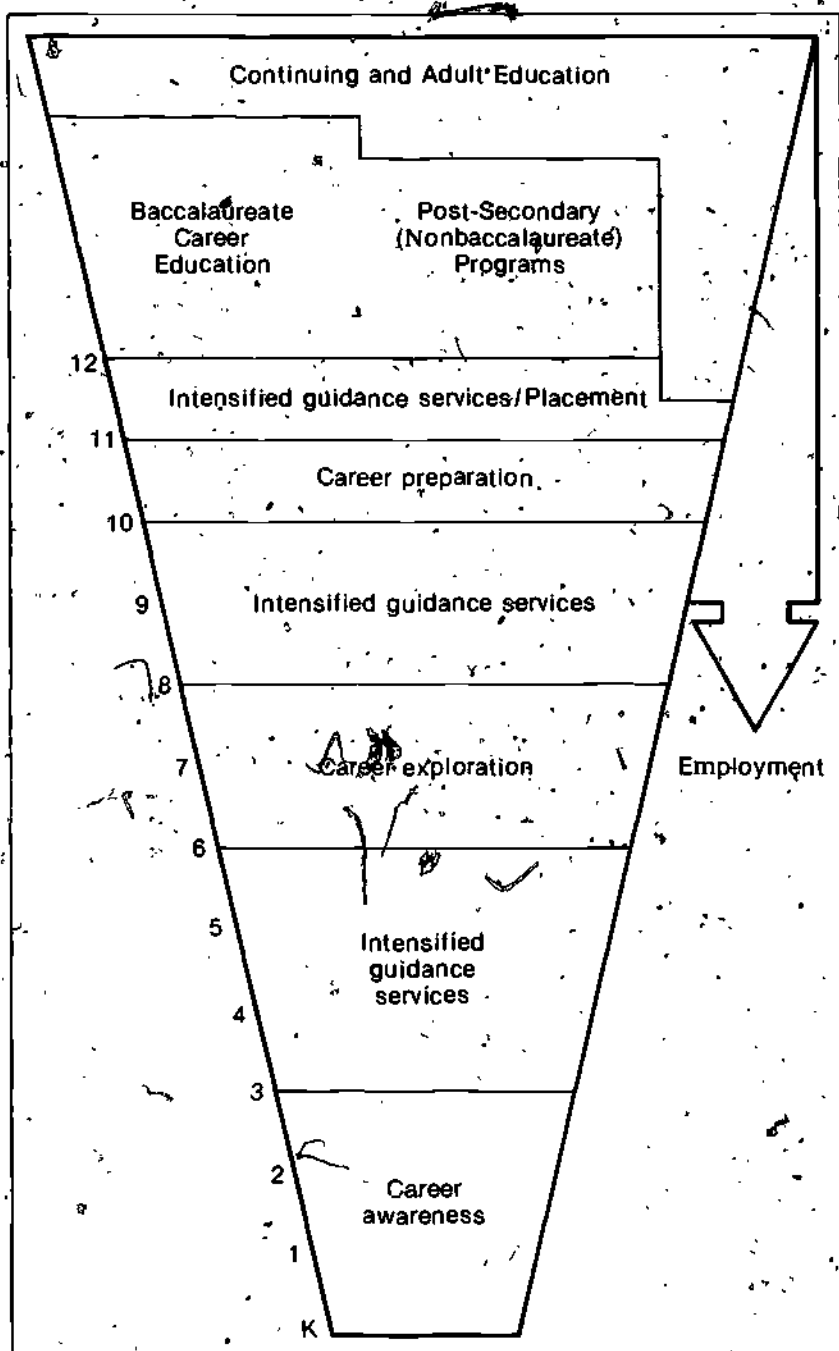 Continuing and Adult Education
Baccalaureate
Career
Education
Post-Secondary
(Nonbaccalaureate)
Programs
12
Intensified guidance services/Placement
11
Career preparation
10
9
Intensified guidance services
8
7
Career exploration
Employment
6
5
Intensified
guidance
services
4
3
2
Career
awareness
1
K